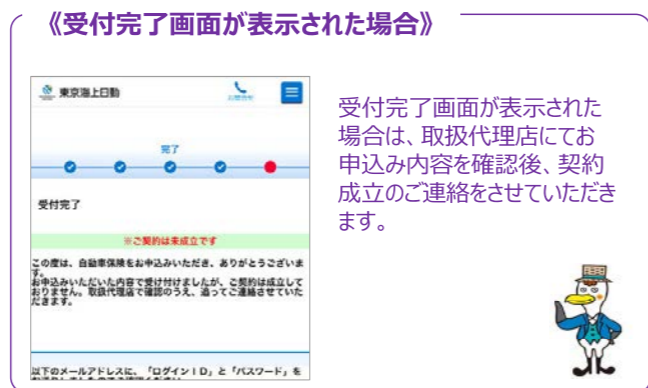 《受付完了画面が表示された場合》
東京海上日動
お問合せ
完了
受付完了
※ご契約は未成立です
この度は、自動車保険をお申込みいただき、ありがとうございま
す。
お申込みいただいた内容で受け付けましたが、ご契約は成立して
おりません。取扱代理店で確認のうえ、追ってご連絡させていた
だきます。
以下のメールアドレスに、「ログインID」と「パスワード」を
受付完了画面が表示された
場合は、取扱代理店にてお
申込み内容を確認後、契約
成立のご連絡をさせていただき
ます。